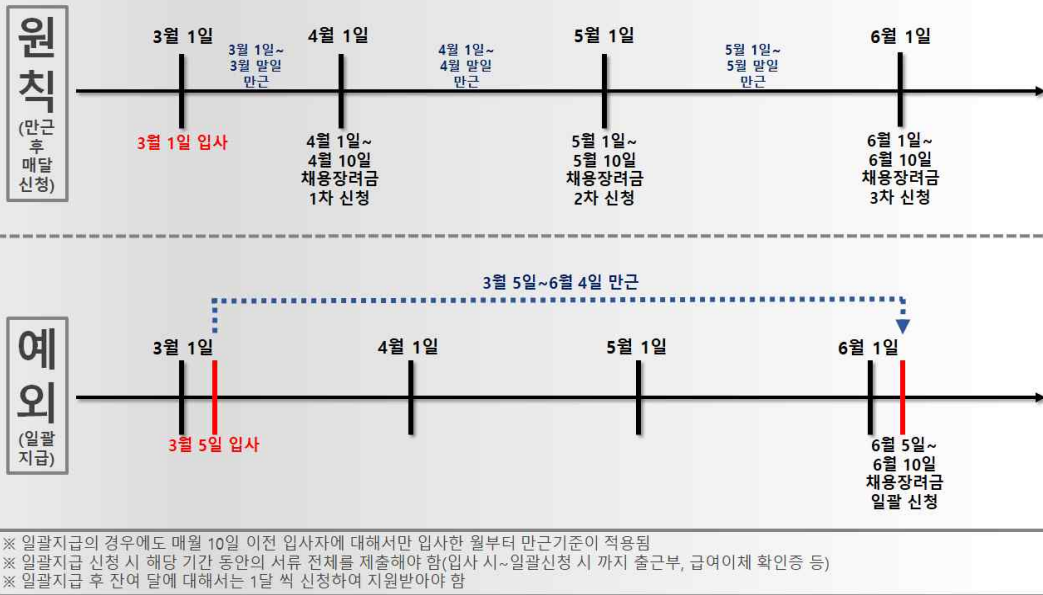 원
칙
(만근
후
매달
신청)
3월 1일
4월 1일
5월 1일
6월 1일
3월 1일~
3월 말일
만근
4월 1일~
4월 말일
만근
5월 1일~
5월 말일
만근
3월 1일 입사
4월 1일~
4월 10일
채용장려금
1차 신청
5월 1일~
5월 10일
채용장려금
2차 신청
6월 1일~
6월 10일
채용장려금
3차 신청
예
외
(일괄
지급)
3월 5일~6월 4일 만근
3월 1일
4월 1일
5월 1일
6월 1일
3월 5일 입사
6월 5일~
6월 10일
채용장려금
일괄 신청
※ 일괄지급의 경우에도 매월 10일 이전 입사자에 대해서만 입사한 월부터 만근기준이 적용됨
※ 일괄지급 신청 시 해당 기간 동안의 서류 전체를 제출해야 함(입사 시~일괄신청 시 까지 출근부, 급여이체 확인증 등)
※ 일괄지급 후 잔여 달에 대해서는 1달 씩 신청하여 지원받아야 함